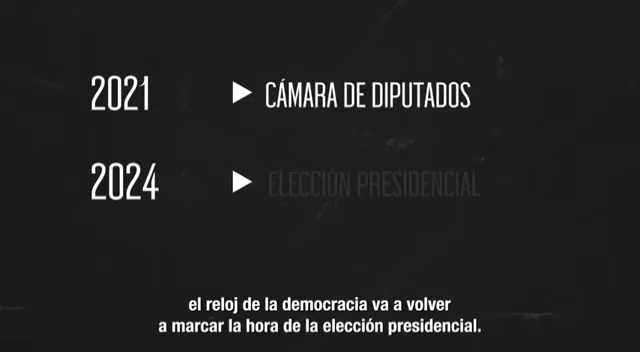 2021 ▶ CÁMARA DE DIPUTADOS
2024 ▶ ELECCIÓN PRESIDENCIAL
el reloj de la democracia va a volver
a marcar la hora de la elección presidencial.